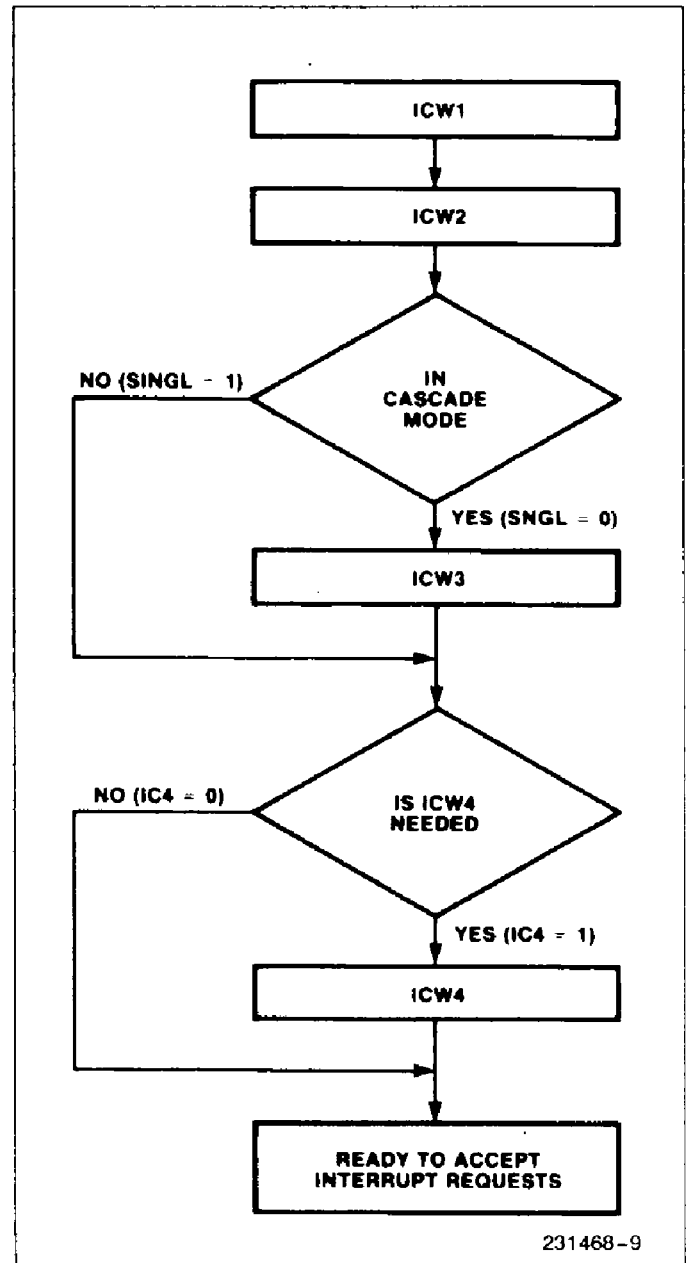 ICW1
ICW2
IN
CASCADE
MODE
NO (SINGL = 1)
YES (SNGL = 0)
ICW3
IS ICW4
NEEDED
NO (IC4 = 0)
YES (IC4 = 1)
ICW4
READY TO ACCEPT
INTERRUPT REQUESTS
231468-9